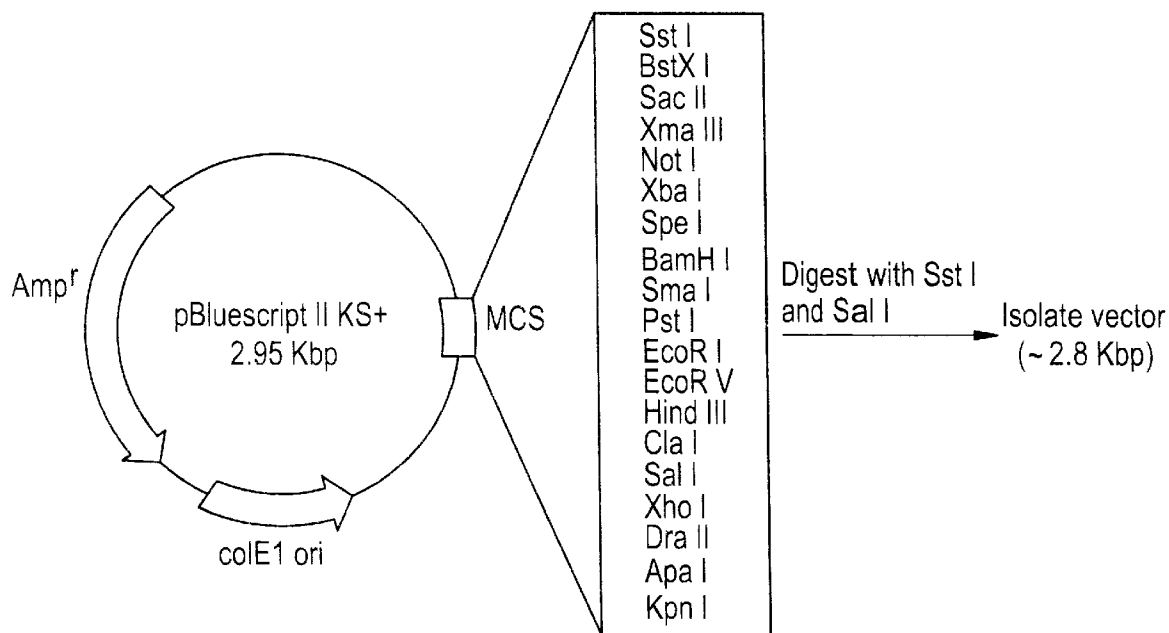 Amp^r
pBluescript II KS+
2.95 Kbp
colE1 ori
MCS
Sst I
BstX I
Sac II
Xma III
Not I
Xba I
Spe I
BamH I
Sma I
Pst I
EcoR I
EcoR V
Hind III
Cla I
Sal I
Xho I
Dra II
Apa I
Kpn I
Digest with Sst I
and Sal I
Isolate vector
(~ 2.8 Kbp)